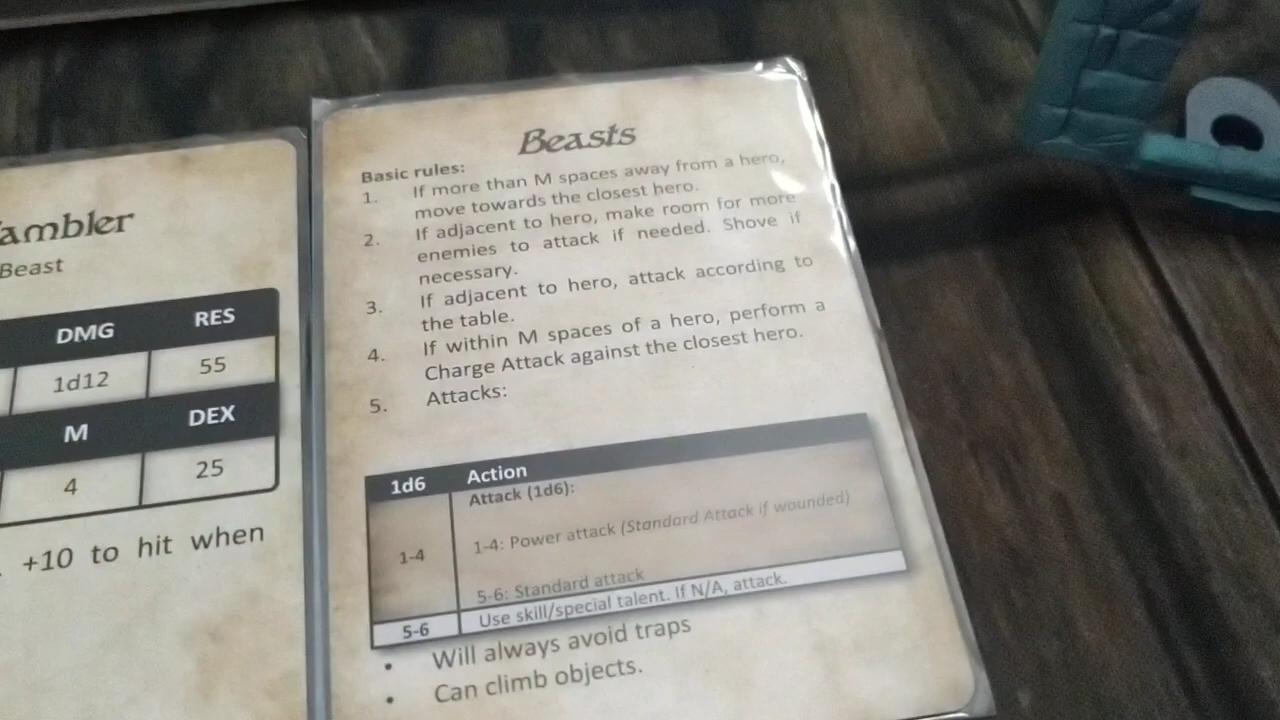 ambler
Beast
DMG RES
1d12 55
M DEX
4 25
+10 to hit when
Beasts
Basic rules:
1. If more than M spaces away from a hero,
move towards the closest hero.
2. If adjacent to hero, make room for more
enemies to attack if needed. Shove if
necessary.
3. If adjacent to hero, attack according to
the table.
4. If within M spaces of a hero, perform a
Charge Attack against the closest hero.
5. Attacks:
1d6 Action
Attack (1d6):
1-4 1-4: Power attack (Standard Attack if wounded)
5-6: Standard attack
5-6 Use skill/special talent. If N/A, attack.
• Will always avoid traps
• Can climb objects.